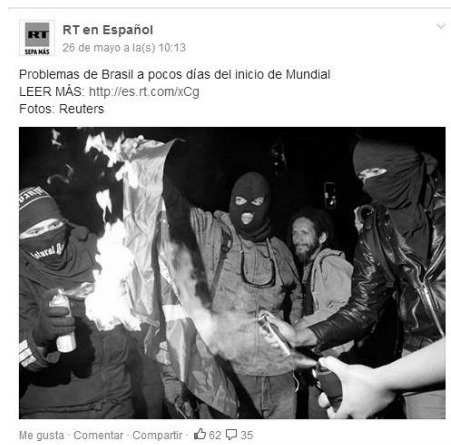 RT
SEPA MÁS
RT en Español
26 de mayo a la(s) 10:13
Problemas de Brasil a pocos días del inicio de Mundial
LEER MÁS: http://es.rt.com/xCg
Fotos: Reuters
Me gusta · Comentar · Compartir · 62 35